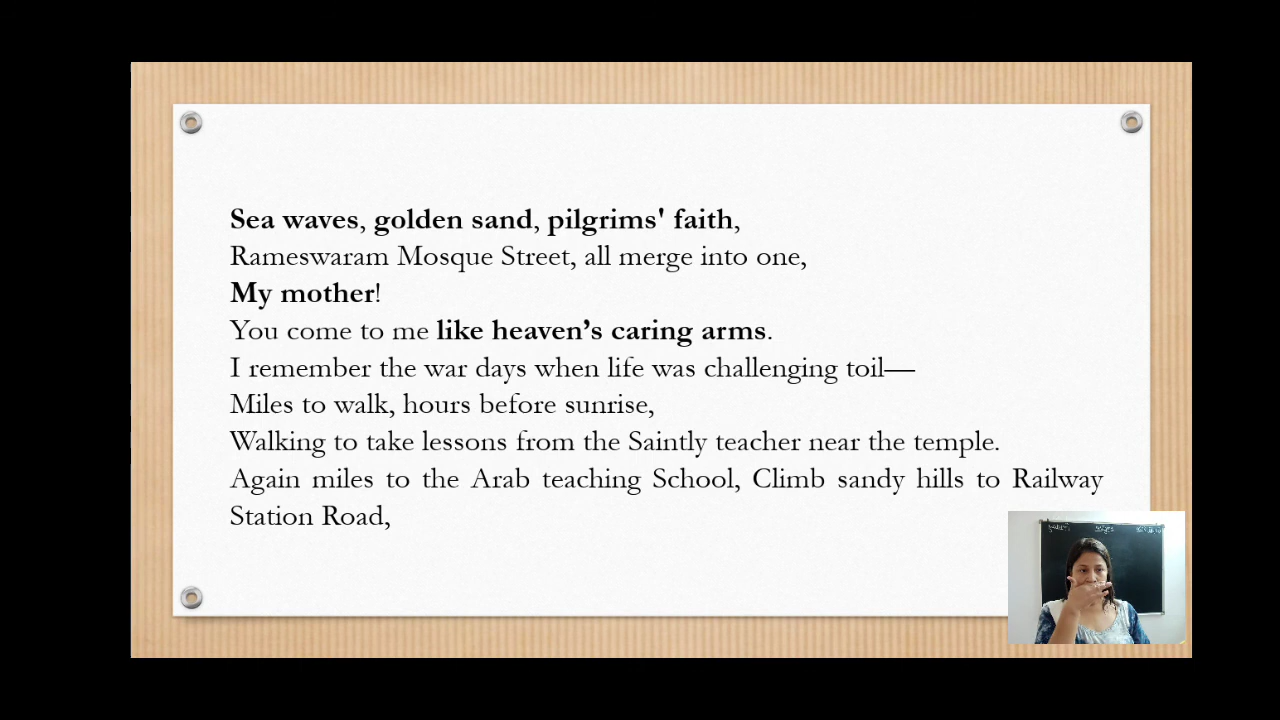 Sea waves, golden sand, pilgrims' faith,
Rameswaram Mosque Street, all merge into one,
My mother!
You come to me like heaven’s caring arms.
I remember the war days when life was challenging toil—
Miles to walk, hours before sunrise,
Walking to take lessons from the Saintly teacher near the temple.
Again miles to the Arab teaching School, Climb sandy hills to Railway
Station Road,